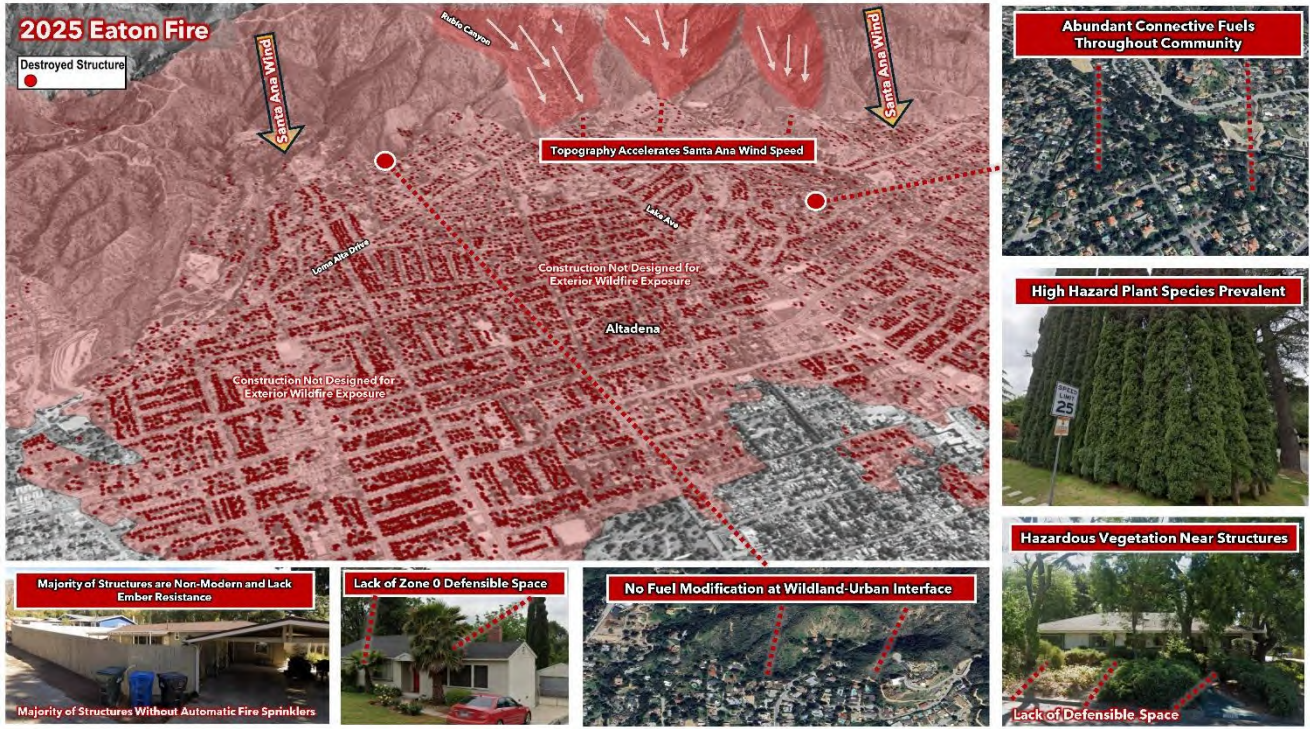 2025 Eaton Fire
Destroyed Structure
Santa Ana Wind
Rubio Canyon
Santa Ana Wind
Topography Accelerates Santa Ana Wind Speed
Lake Ave
Loma Alta Drive
Construction Not Designed for
Exterior Wildfire Exposure
Altadena
Construction Not Designed for
Exterior Wildfire Exposure
Abundant Connective Fuels
Throughout Community
High Hazard Plant Species Prevalent
SPEED
LIMIT
25
Hazardous Vegetation Near Structures
Lack of Defensible Space
Majority of Structures are Non-Modern and Lack
Ember Resistance
Majority of Structures Without Automatic Fire Sprinklers
Lack of Zone 0 Defensible Space
No Fuel Modification at Wildland-Urban Interface